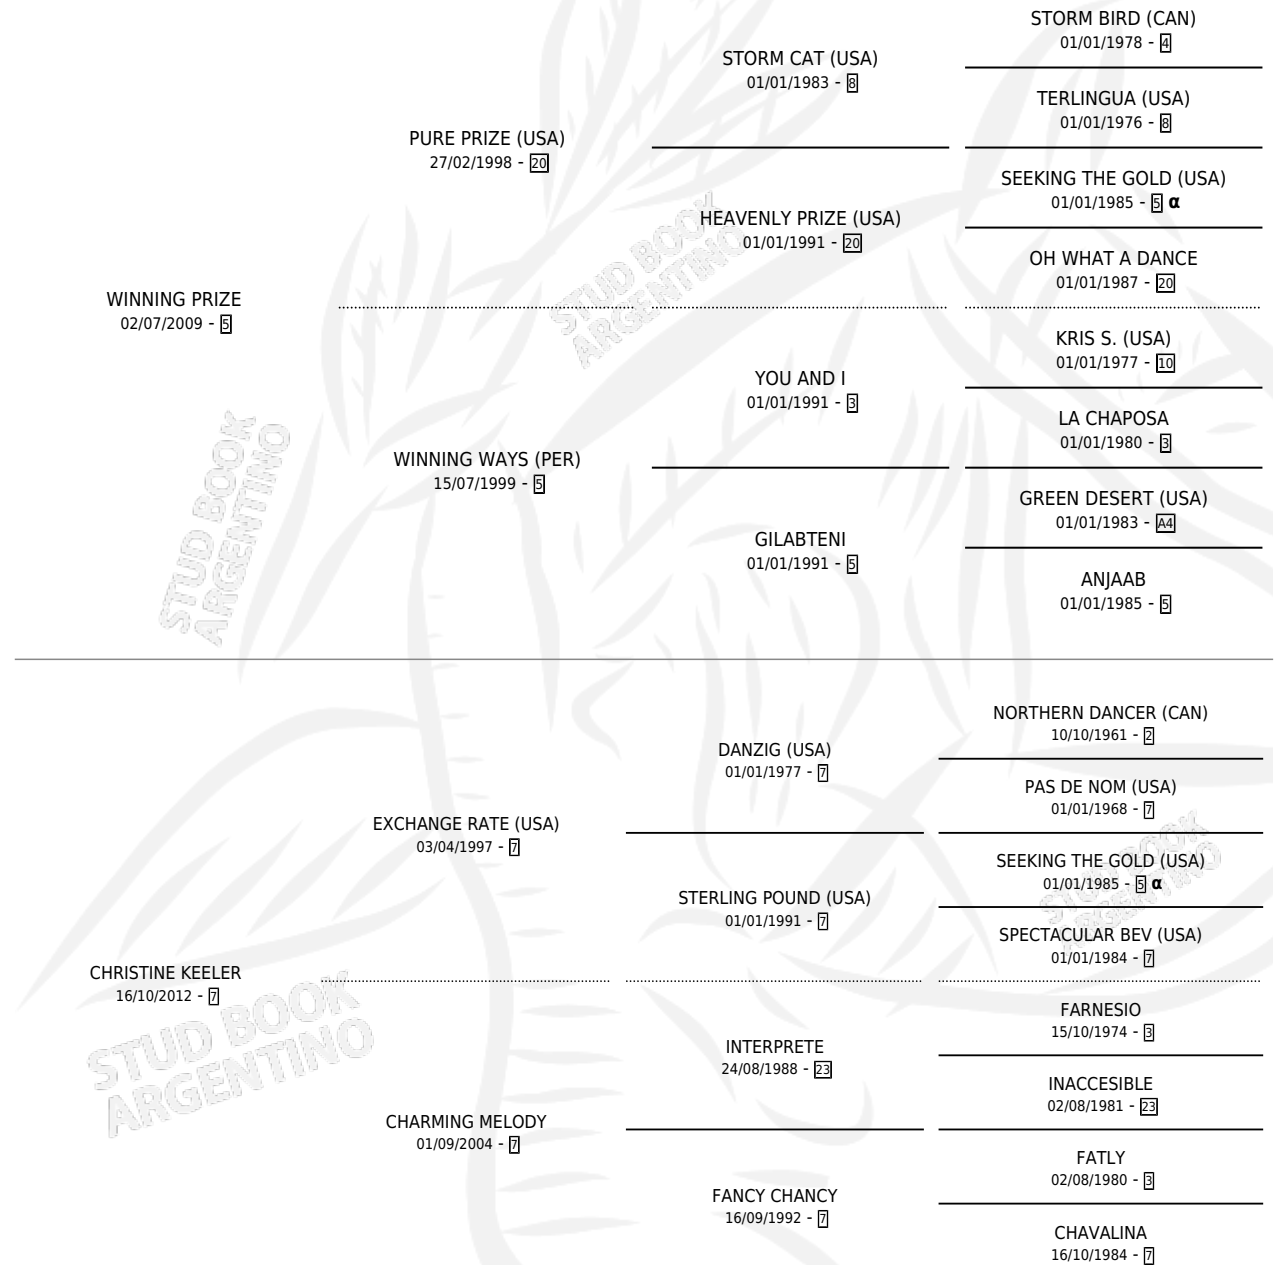 STORM BIRD (CAN)
01/01/1978 - 4
STORM CAT (USA)
01/01/1983 - 8
TERLINGUA (USA)
01/01/1976 - 8
PURE PRIZE (USA)
27/02/1998 - 20
SEEKING THE GOLD (USA)
01/01/1985 - 5 α
HEAVENLY PRIZE (USA)
01/01/1991 - 20
OH WHAT A DANCE
01/01/1987 - 20
WINNING PRIZE
02/07/2009 - 5
KRIS S. (USA)
01/01/1977 - 10
YOU AND I
01/01/1991 - 3
LA CHAPOSA
01/01/1980 - 3
WINNING WAYS (PER)
15/07/1999 - 5
GREEN DESERT (USA)
01/01/1983 - A4
GILABTENI
01/01/1991 - 5
ANJAAB
01/01/1985 - 5
STUD BOOK
ARGENTINO
STUD BOOK
ARGENTINO
NORTHERN DANCER (CAN)
10/10/1961 - 2
DANZIG (USA)
01/01/1977 - 7
PAS DE NOM (USA)
01/01/1968 - 7
EXCHANGE RATE (USA)
03/04/1997 - 7
SEEKING THE GOLD (USA)
01/01/1985 - 5 α
STERLING POUND (USA)
01/01/1991 - 7
SPECTACULAR BEV (USA)
01/01/1984 - 7
CHRISTINE KEELER
16/10/2012 - 7
FARNESIO
15/10/1974 - 3
INTERPRETE
24/08/1988 - 23
INACCESIBLE
02/08/1981 - 23
CHARMING MELODY
01/09/2004 - 7
FATLY
02/08/1980 - 3
FANCY CHANCY
16/09/1992 - 7
CHAVALINA
16/10/1984 - 7
STUD BOOK
ARGENTINO
STUD BOOK
ARGENTINO